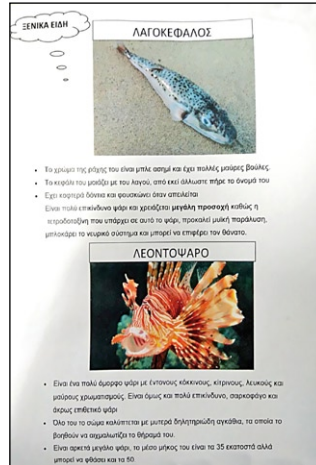 ΞΕΝΙΚΑ ΕΙΔΗ
ΛΑΓΟΚΕΦΑΛΟΣ
Το χρώμα της ράχης του είναι μπλε ασημί και έχει πολλές μαύρες βούλες.
Το κεφάλι του μοιάζει με του λαγού, από εκεί άλλωστε πήρε το όνομά του
Έχει κοφτερά δόντια και φουσκώνει όταν απειλείται
Είναι πολύ επικίνδυνο ψάρι και χρειάζεται μεγάλη προσοχή καθώς η
τετροδοτοξίνη που υπάρχει σε αυτό το ψάρι, προκαλεί μυϊκή παράλυση,
μπλοκάρει το νευρικό σύστημα και μπορεί να επιφέρει τον θάνατο.
ΛΕΟΝΤΟΨΑΡΟ
Είναι ένα πολύ όμορφο ψάρι με έντονους κόκκινους, κίτρινους, λευκούς και
μαύρους χρωματισμούς. Είναι όμως και πολύ επικίνδυνο, σαρκοφάγο και
άκρως επιθετικό ψάρι
Όλο του το σώμα καλύπτεται με μυτερά δηλητηριώδη αγκάθια, τα οποία το
βοηθούν να αιχμαλωτίζει το θήραμά του.
Είναι αρκετά μεγάλο ψάρι, το μέσο μήκος του είναι τα 35 εκατοστά αλλά
μπορεί να φθάσει και τα 50.